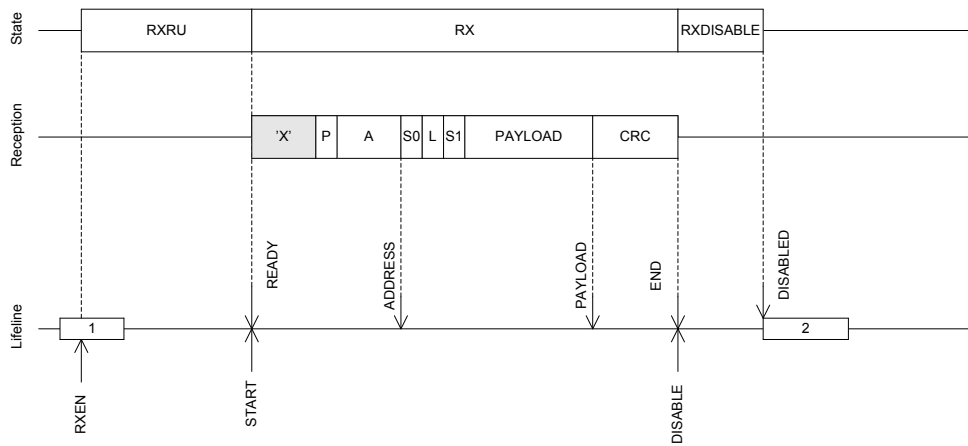 State
RXRU
RX
RXDISABLE
Reception
'X'
P
A
S0
L
S1
PAYLOAD
CRC
READY
ADDRESS
PAYLOAD
END
DISABLED
Lifeline
1
2
RXEN
START
DISABLE